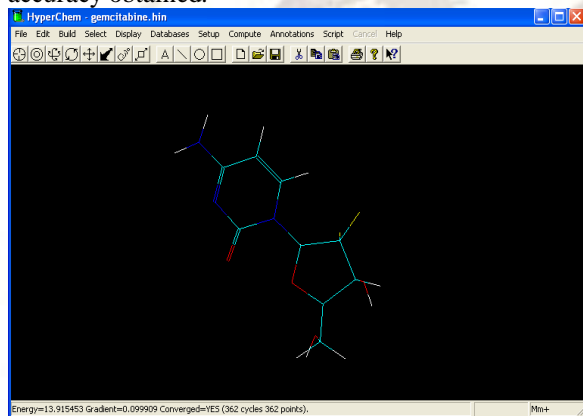 accuracy obtained.
HyperChem - gemcitabine.hin
File Edit Build Select Display Databases Setup Compute Annotations Script Cancel Help
A
Energy=13.915453 Gradient=0.099909 Converged=YES (362 cycles 362 points).
Mm+